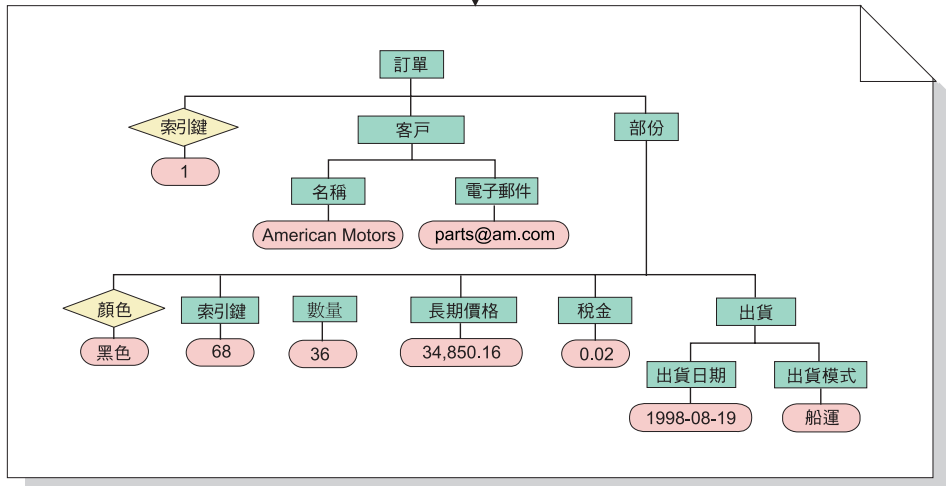 訂單
索引鍵
客戶
部份
1
名稱
電子郵件
American Motors
parts@am.com
顏色
索引鍵
數量
長期價格
稅金
出貨
黑色
68
36
34,850.16
0.02
出貨日期
出貨模式
1998-08-19
船運